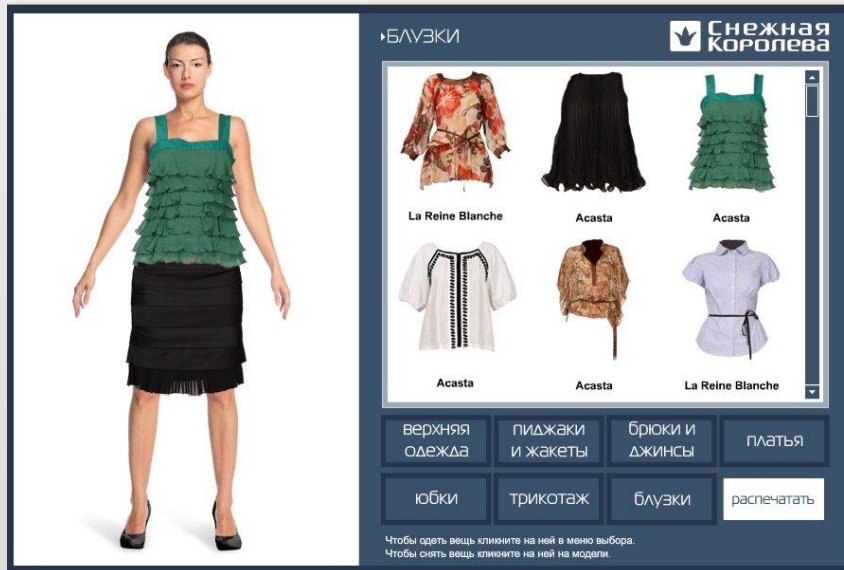 БЛУЗКИ
Снежная
Королева
La Reine Blanche
Acasta
Acasta
Acasta
Acasta
La Reine Blanche
верхняя
одежда
пиджаки
и жакеты
брюки и
джинсы
платья
юбки
трикотаж
блузки
распечатать
Чтобы одеть вещь кликните на ней в меню выбора.
Чтобы снять вещь кликните на ней на модели.